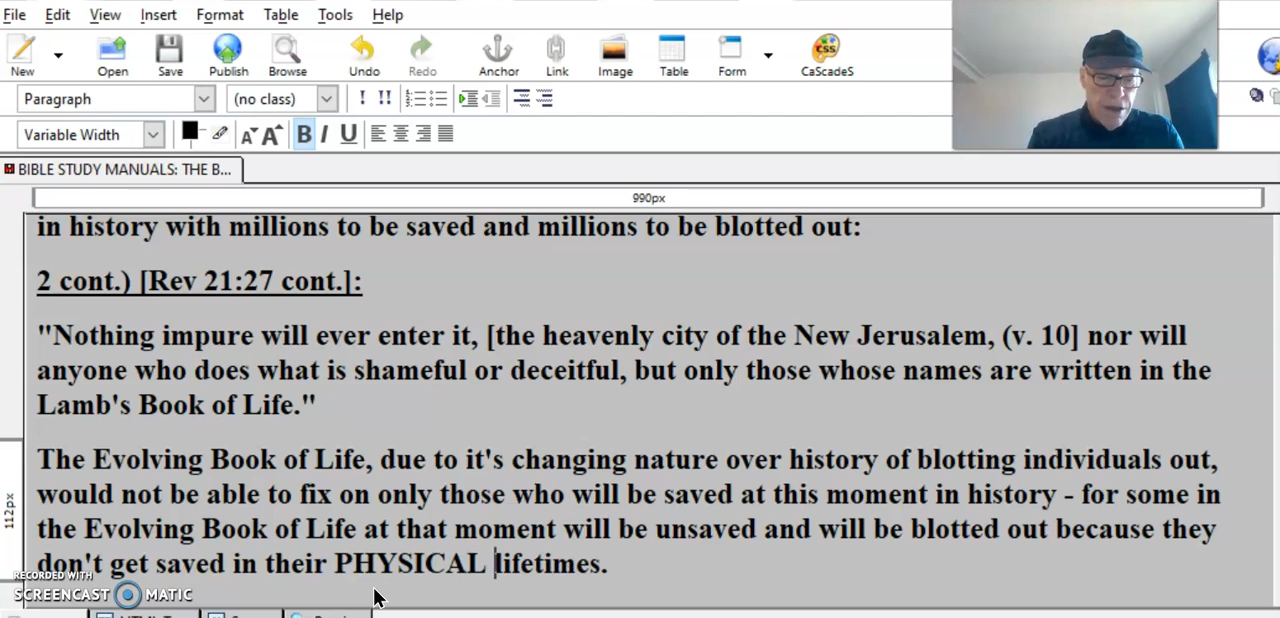 File Edit View Insert Format Table Tools Help
New Open Save Publish Browse Undo Redo Anchor Link Image Table Form CaScadeS
Paragraph (no class) ! !!
Variable Width A A B I U
BIBLE STUDY MANUALS: THE B...
990px
in history with millions to be saved and millions to be blotted out:
2 cont.) [Rev 21:27 cont.]:
"Nothing impure will ever enter it, [the heavenly city of the New Jerusalem, (v. 10] nor will
anyone who does what is shameful or deceitful, but only those whose names are written in the
Lamb's Book of Life."
The Evolving Book of Life, due to it's changing nature over history of blotting individuals out,
would not be able to fix on only those who will be saved at this moment in history - for some in
the Evolving Book of Life at that moment will be unsaved and will be blotted out because they
don't get saved in their PHYSICAL lifetimes.
112px
RECORDED WITH
SCREENCAST MATIC